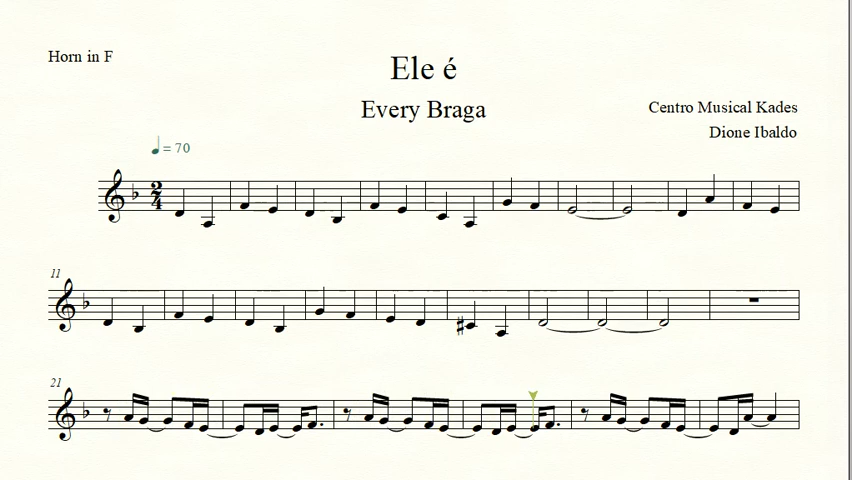 Horn in F
Ele é
Every Braga
Centro Musical Kades
Dione Ibaldo
= 70
2
4
11
21